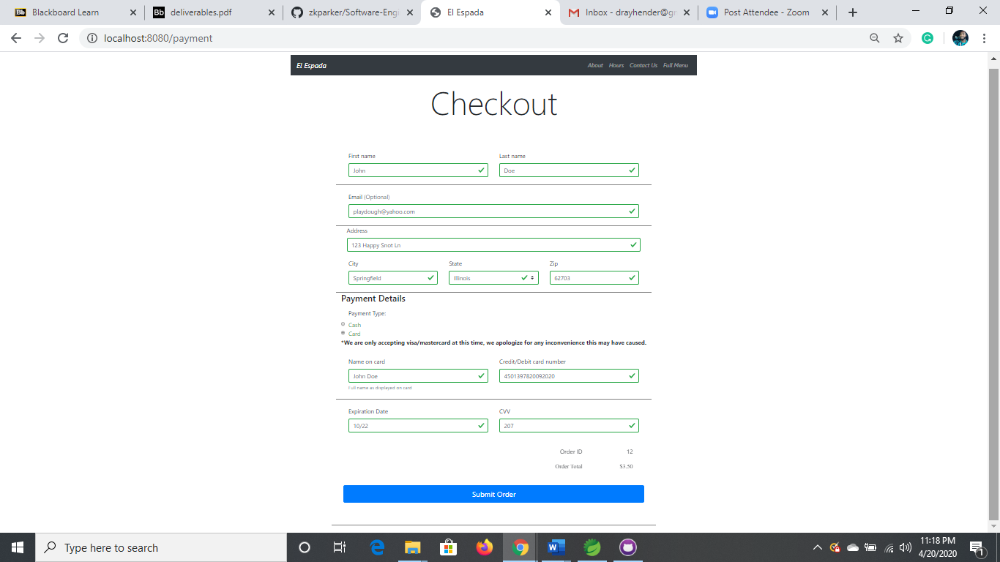 Blackboard Learn deliverables.pdf zkparker/Software-Engi El Espada Inbox - drayhender@gm Post Attendee - Zoom
localhost:8080/payment
El Espada About Hours Contact Us Full Menu
Checkout
First name Last name
John Doe
Email (Optional)
playdough@yahoo.com
Address
123 Happy Snot Ln
City State Zip
Springfield Illinois 62703
Payment Details
Payment Type:
Cash
Card
*We are only accepting visa/mastercard at this time, we apologize for any inconvenience this may have caused.
Name on card Credit/Debit card number
John Doe 4501397820092020
Full name as displayed on card
Expiration Date CVV
10/22 207
Order ID 12
Order Total $3.50
Submit Order
Type here to search
11:18 PM
4/20/2020
1